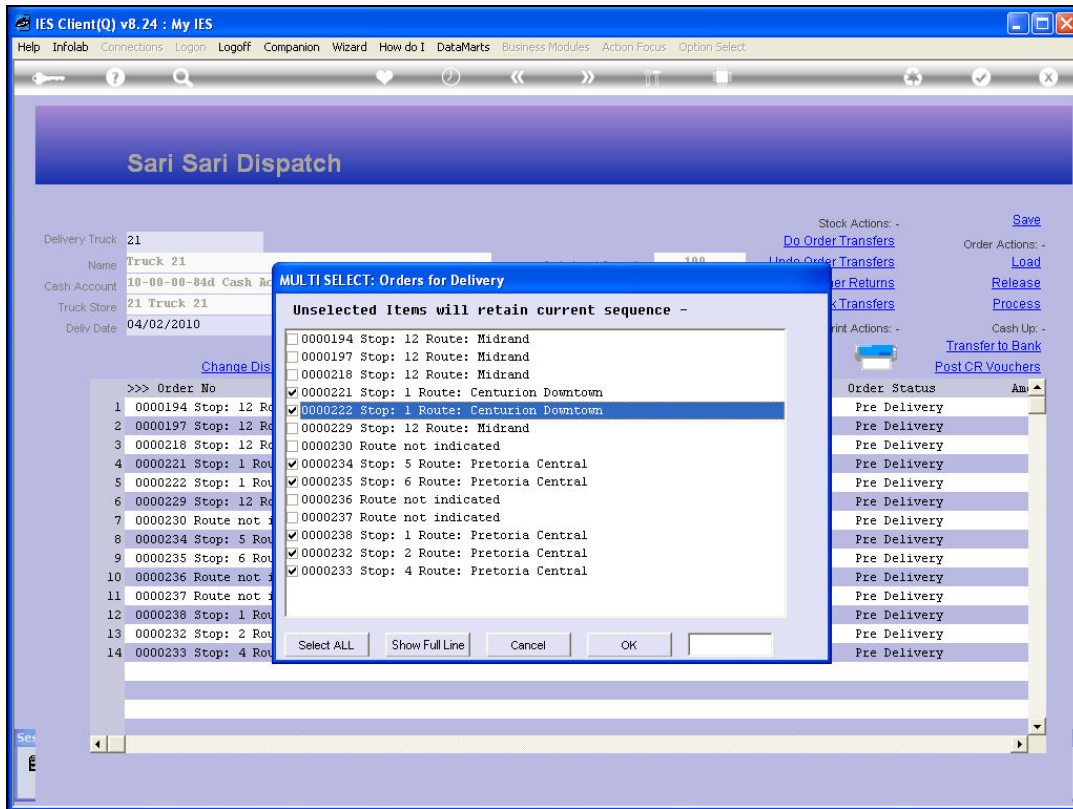 IES Client(Q) v8.24 : My IES
Help Infolab Connections Logon Logoff Companion Wizard How do I DataMarts Business Modules Action Focus Option Select
Sari Sari Dispatch
Stock Actions: -
Save
Delivery Truck 21
Do Order Transfers
Order Actions: -
Name Truck 21
100
Undo Order Transfers
Load
Cash Account 10-00-00-84d Cash
er Returns
Release
Truck Store 21 Truck 21
Transfers
Process
Deliv Date 04/02/2010
rint Actions: -
Cash Up: -
Transfer to Bank
Change Dis
Post CR Vouchers
MULTI SELECT: Orders for Delivery
Unselected Items will retain current sequence -
0000194 Stop: 12 Route: Midrand
0000197 Stop: 12 Route: Midrand
0000218 Stop: 12 Route: Midrand
0000221 Stop: 1 Route: Centurion Downtown
0000222 Stop: 1 Route: Centurion Downtown
0000229 Stop: 12 Route: Midrand
0000230 Route not indicated
0000234 Stop: 5 Route: Pretoria Central
0000235 Stop: 6 Route: Pretoria Central
0000236 Route not indicated
0000237 Route not indicated
0000238 Stop: 1 Route: Pretoria Central
0000232 Stop: 2 Route: Pretoria Central
0000233 Stop: 4 Route: Pretoria Central
Select ALL Show Full Line Cancel OK
>>> Order No Order Status Am
1 0000194 Stop: 12 Ro Pre Delivery
2 0000197 Stop: 12 Ro Pre Delivery
3 0000218 Stop: 12 Ro Pre Delivery
4 0000221 Stop: 1 Rou Pre Delivery
5 0000222 Stop: 1 Rou Pre Delivery
6 0000229 Stop: 12 Ro Pre Delivery
7 0000230 Route not i Pre Delivery
8 0000234 Stop: 5 Rou Pre Delivery
9 0000235 Stop: 6 Rou Pre Delivery
10 0000236 Route not i Pre Delivery
11 0000237 Route not i Pre Delivery
12 0000238 Stop: 1 Rou Pre Delivery
13 0000232 Stop: 2 Rou Pre Delivery
14 0000233 Stop: 4 Rou Pre Delivery
Ses